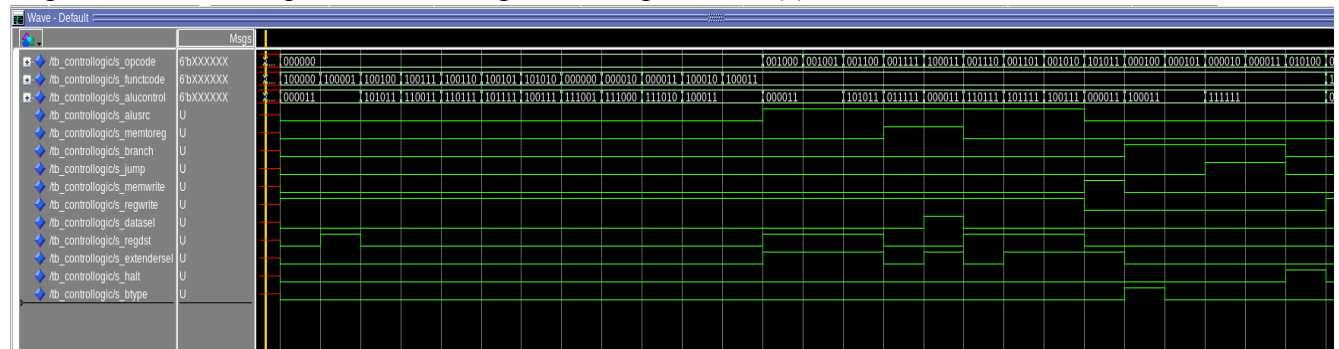 Wave - Default
Msgs
/tb_controllogic/s_opcode 6'bXXXXXX 000000 001000 001001 001100 001111 100011 001110 001101 001010 101011 000100 000101 000010 000011 010100
/tb_controllogic/s_functcode 6'bXXXXXX 100000 100001 100100 100111 100110 100101 101010 000000 000010 000011 100010 100011
/tb_controllogic/s_alucontrol 6'bXXXXXX 000011 101011 110011 110111 101111 100111 111001 111000 111010 100011 000011 101011 011111 000011 110111 101111 100111 000011 100011 111111
/tb_controllogic/s_alusrc U
/tb_controllogic/s_memtoreg U
/tb_controllogic/s_branch U
/tb_controllogic/s_jump U
/tb_controllogic/s_memwrite U
/tb_controllogic/s_regwrite U
/tb_controllogic/s_datasel U
/tb_controllogic/s_regdst U
/tb_controllogic/s_extendersel U
/tb_controllogic/s_halt U
/tb_controllogic/s_btype U